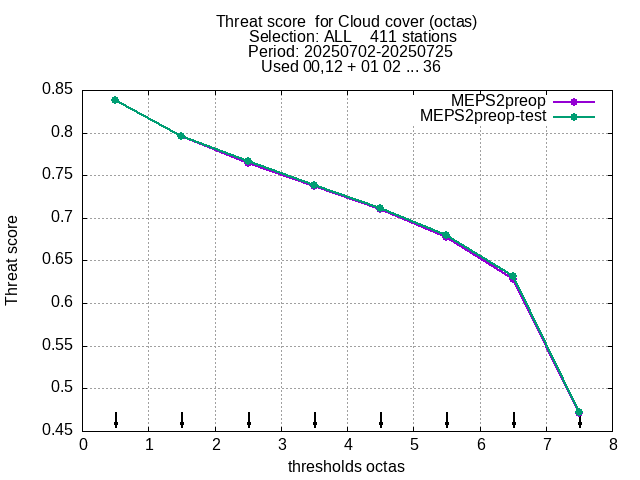 Threat score  for Cloud cover (octas)
Selection: ALL    411 stations
Period: 20250702-20250725
Used 00,12 + 01 02 ... 36
MEPS2preop
MEPS2preop-test
0.85
0.8
0.75
0.7
0.65
0.6
0.55
0.5
0.45
Threat score
0 1 2 3 4 5 6 7 8
thresholds octas